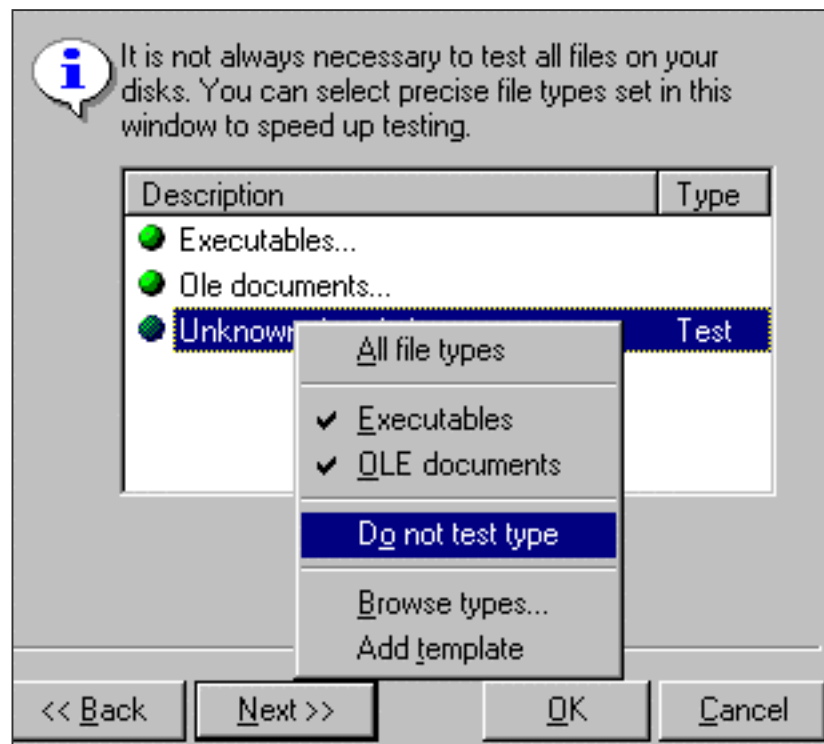 It is not always necessary to test all files on your
disks. You can select precise file types set in this
window to speed up testing.
Description Type
Executables...
Ole documents...
Unknown Test
All file types
Executables
OLE documents
Do not test type
Browse types...
Add template
<< Back Next >> OK Cancel